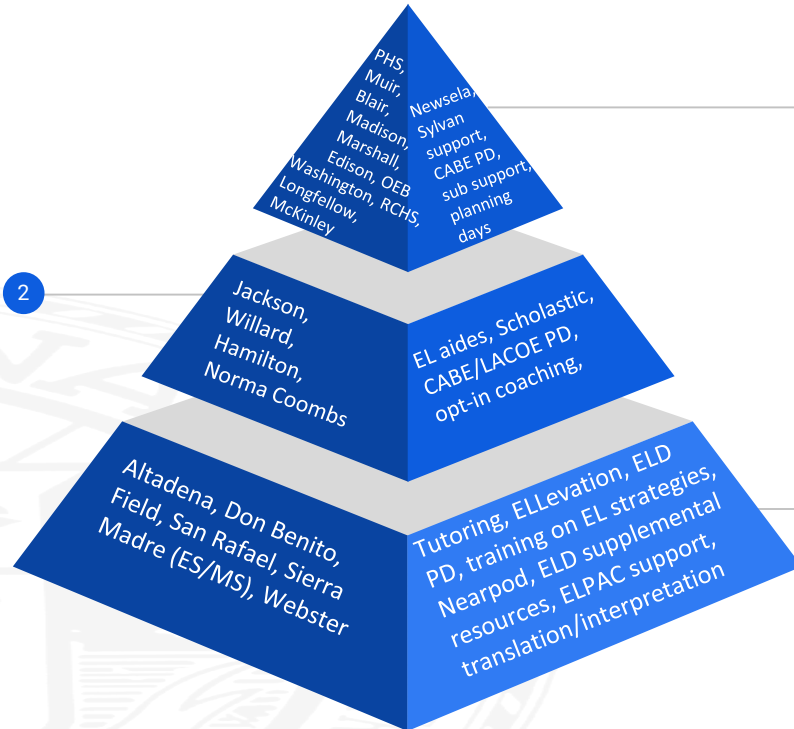 PHS,
Muir,
Blair,
Madison,
Marshall,
Edison, OEB
Washington, RCHS,
Longfellow,
McKinley
Newsela,
Sylvan
support,
CABE PD,
sub support,
planning
days
2
Jackson,
Willard,
Hamilton,
Norma Coombs
EL aides, Scholastic,
CABE/LACOE PD,
opt-in coaching,
Altadena, Don Benito,
Field, San Rafael, Sierra
Madre (ES/MS), Webster
Tutoring, ELLevation, ELD
PD, training on EL strategies,
Nearpod, ELD supplemental
resources, ELPAC support,
translation/interpretation